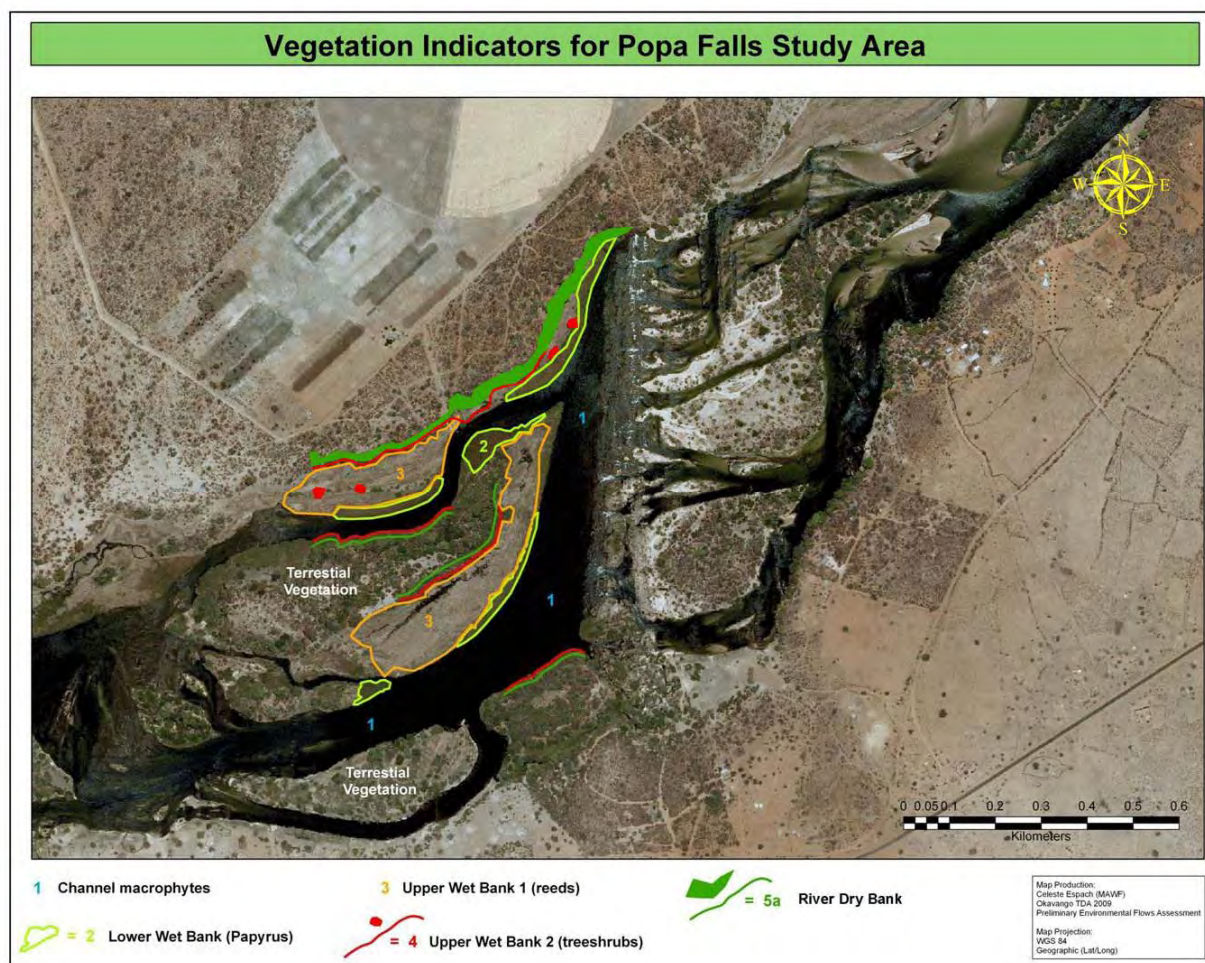 Vegetation Indicators for Popa Falls Study Area
N
W E
S
1
2
3
Terrestial
Vegetation
1
3
1
Terrestial
Vegetation
0 0.05 0.1 0.2 0.3 0.4 0.5 0.6
Kilometers
1 Channel macrophytes
3 Upper Wet Bank 1 (reeds)
= 5a River Dry Bank
= 2 Lower Wet Bank (Papyrus)
= 4 Upper Wet Bank 2 (treeshrubs)
Map Production:
Celeste Espach (MAWF)
Okavango TDA 2009
Preliminary Environmental Flows Assessment
Map Projection:
WGS 84
Geographic (Lat/Long)